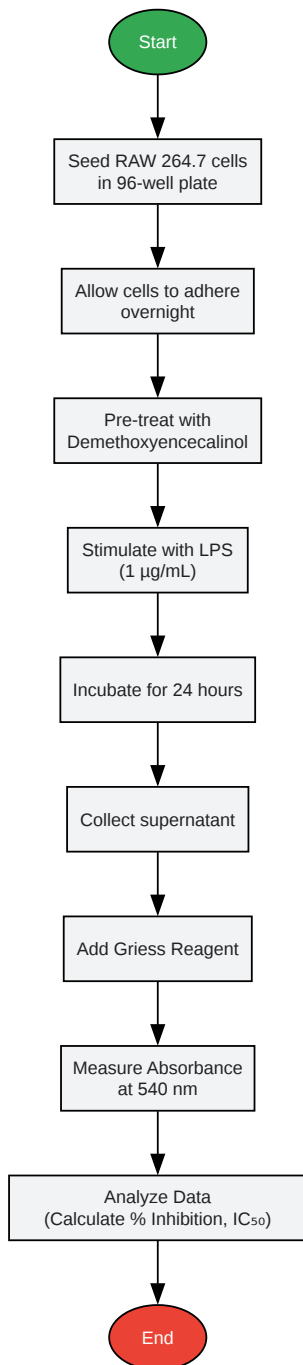 Start
Seed RAW 264.7 cells
in 96-well plate
Allow cells to adhere
overnight
Pre-treat with
Demethoxyencecalinol
Stimulate with LPS
(1 µg/mL)
Incubate for 24 hours
Collect supernatant
Add Griess Reagent
Measure Absorbance
at 540 nm
Analyze Data
(Calculate % Inhibition, IC₅₀)
End